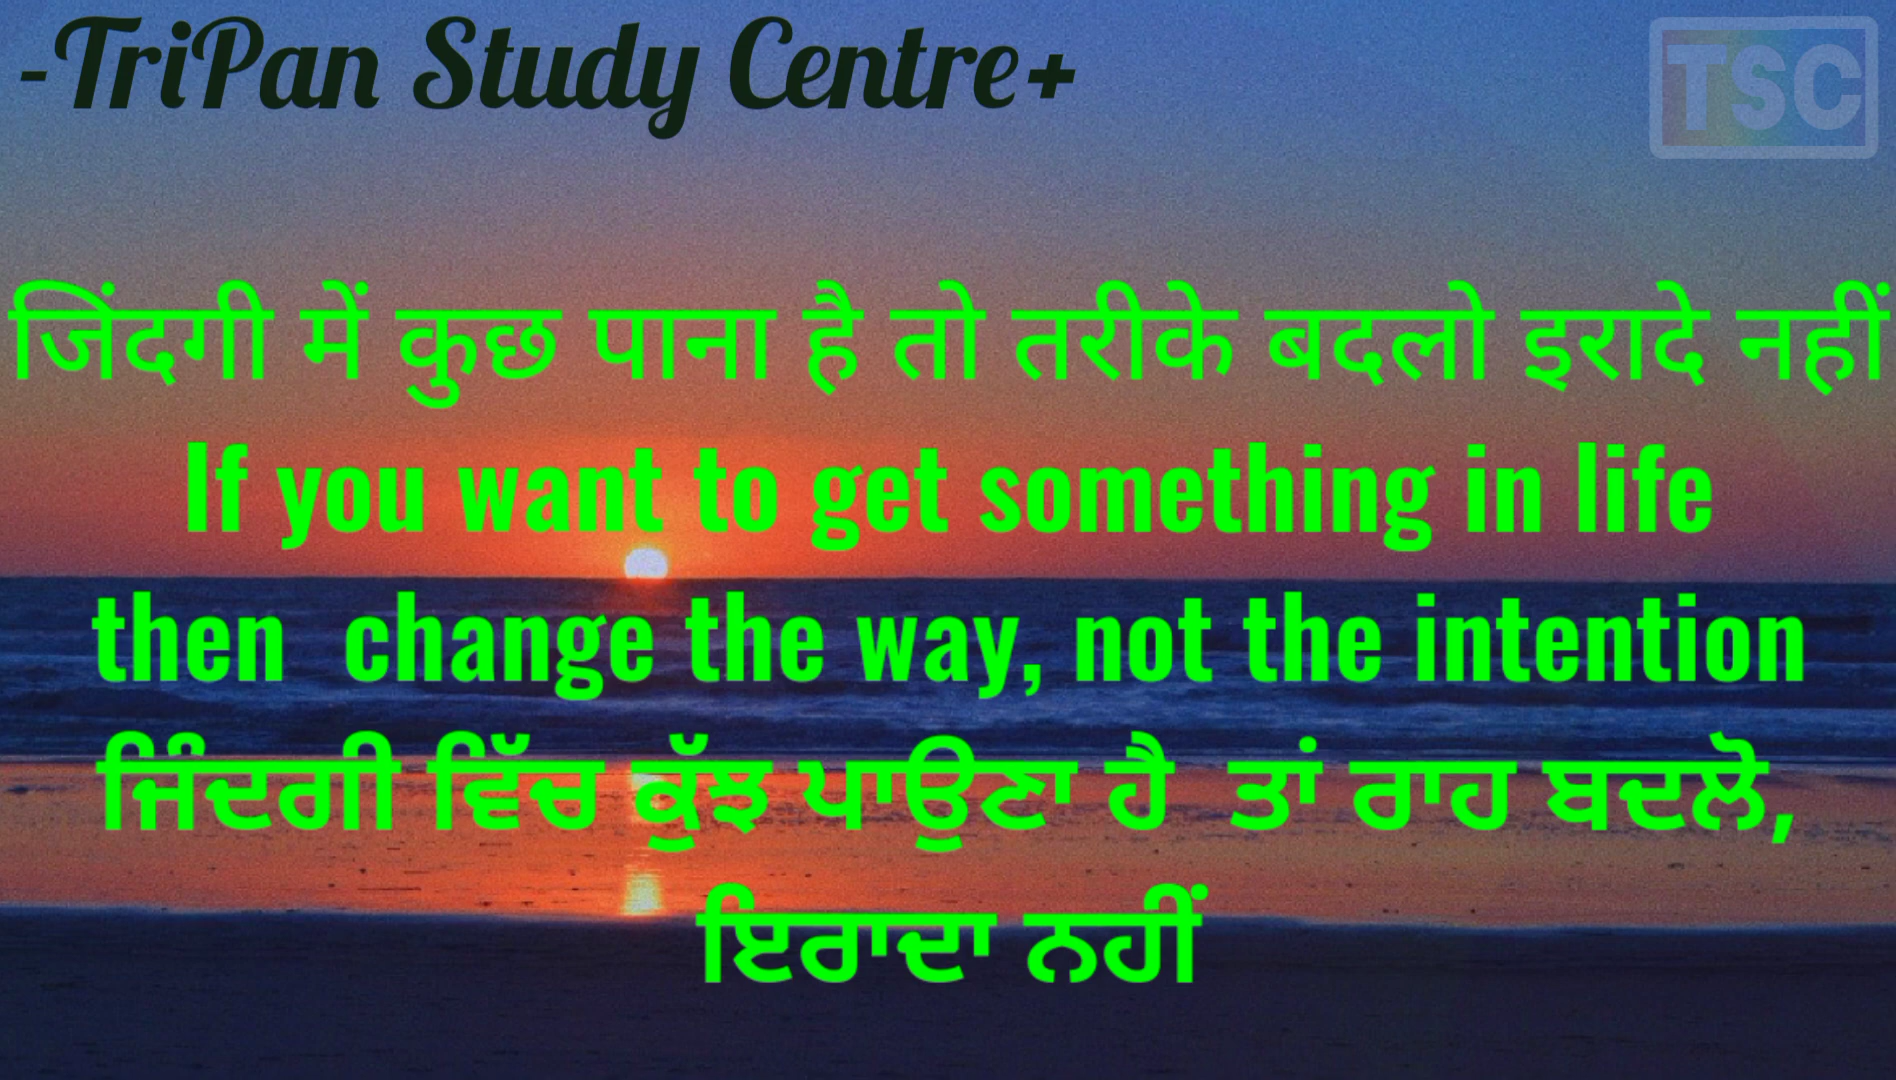 -TriPan Study Centre+
TSC
जिंदगी में कुछ पाना है तो तरीके बदलो इरादे नहीं
If you want to get something in life
then  change the way, not the intention
ਜਿੰਦਗੀ ਵਿੱਚ ਕੁੱਝ ਪਾਉਣਾ ਹੈ  ਤਾਂ ਰਾਹ ਬਦਲੋ,
ਇਰਾਦਾ ਨਹੀਂ